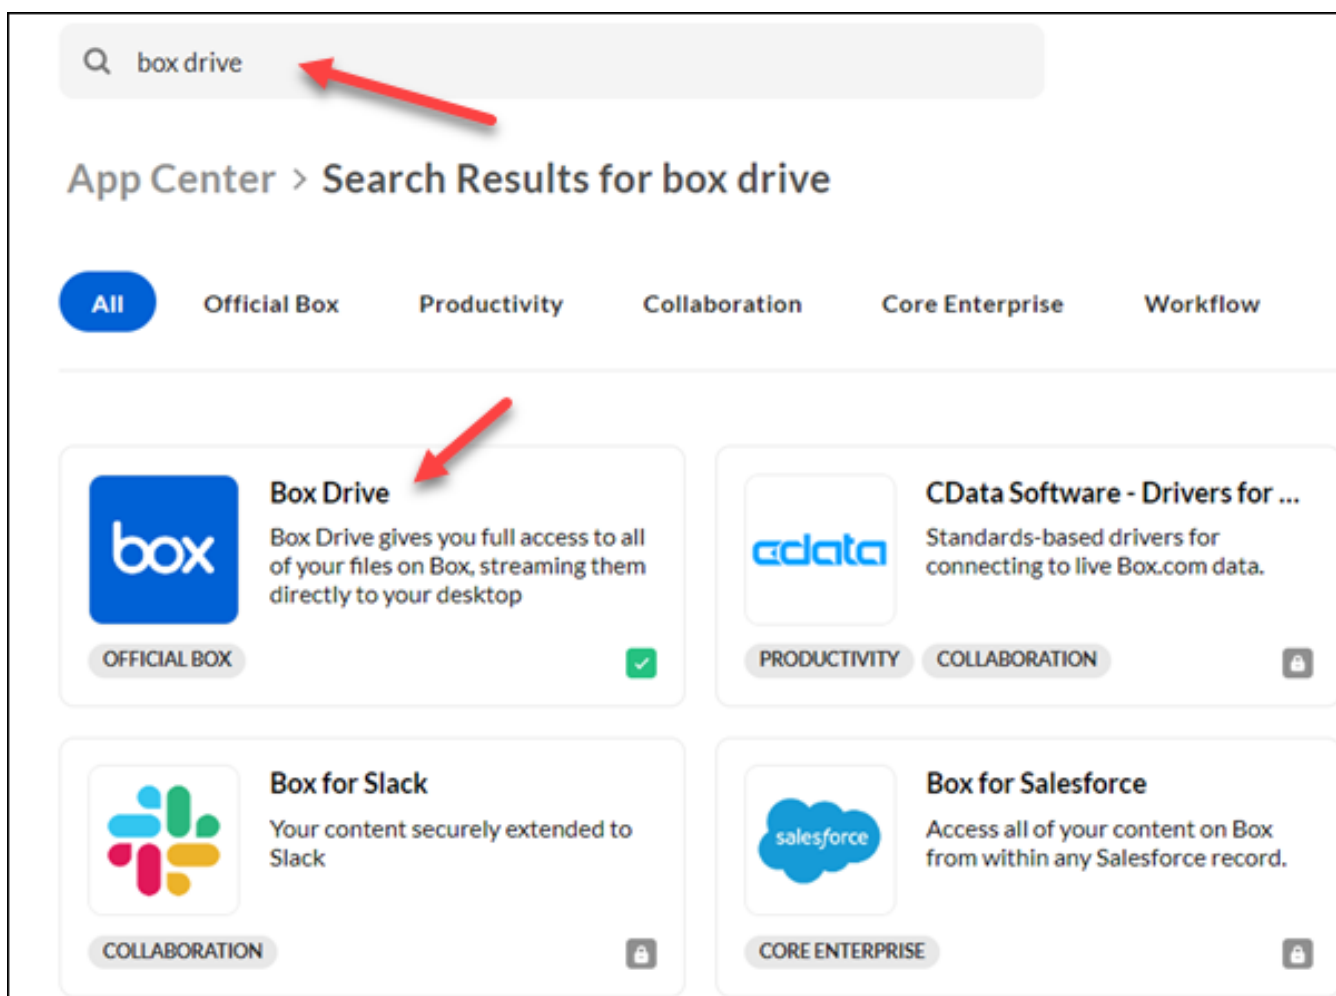 box drive
App Center > Search Results for box drive
All Official Box Productivity Collaboration Core Enterprise Workflow
box
Box Drive
Box Drive gives you full access to all
of your files on Box, streaming them
directly to your desktop
OFFICIAL BOX
cdata
CData Software - Drivers for ...
Standards-based drivers for
connecting to live Box.com data.
PRODUCTIVITY COLLABORATION
Box for Slack
Your content securely extended to
Slack
COLLABORATION
salesforce
Box for Salesforce
Access all of your content on Box
from within any Salesforce record.
CORE ENTERPRISE